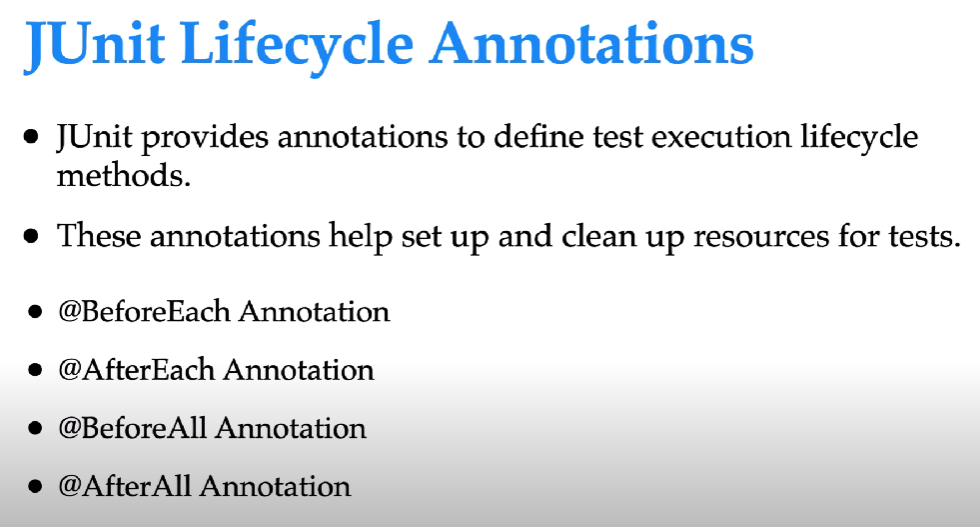 JUnit Lifecycle Annotations
• JUnit provides annotations to define test execution lifecycle
methods.
• These annotations help set up and clean up resources for tests.
• @BeforeEach Annotation
• @AfterEach Annotation
• @BeforeAll Annotation
• @AfterAll Annotation